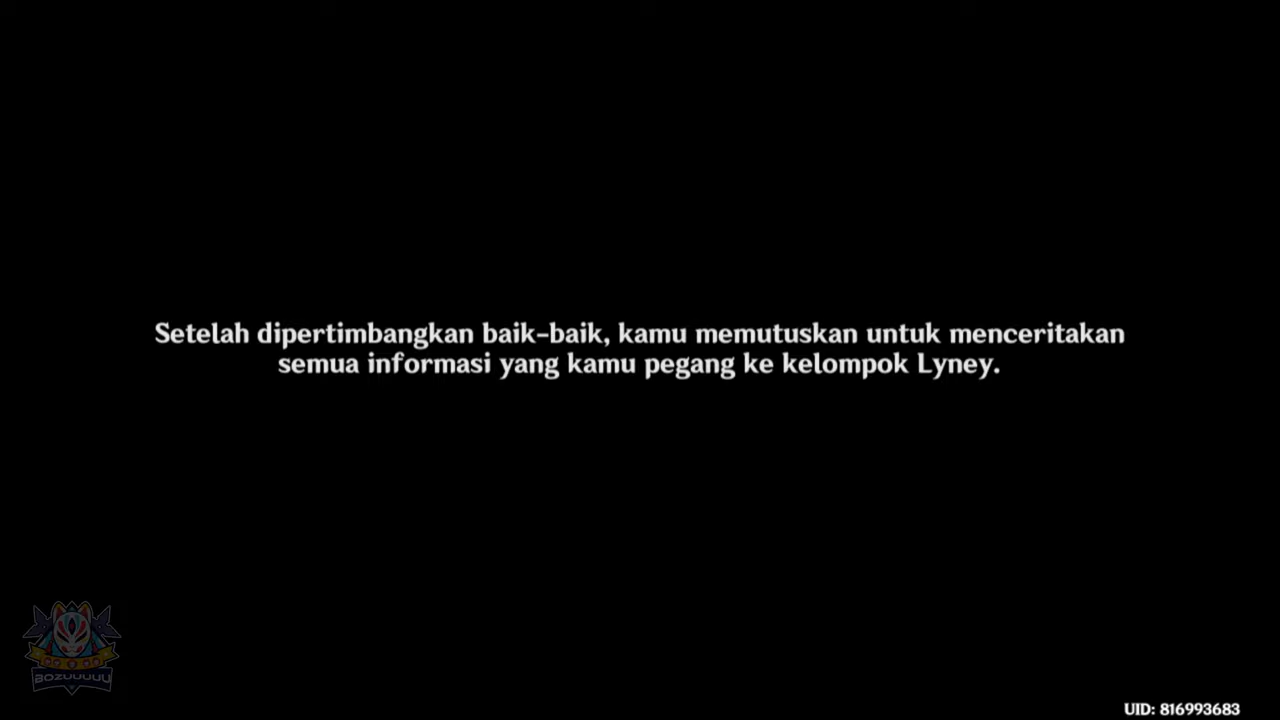 Setelah dipertimbangkan baik-baik, kamu memutuskan untuk menceritakan
semua informasi yang kamu pegang ke kelompok Lyney.
BOZUUUUU
UID: 816993683